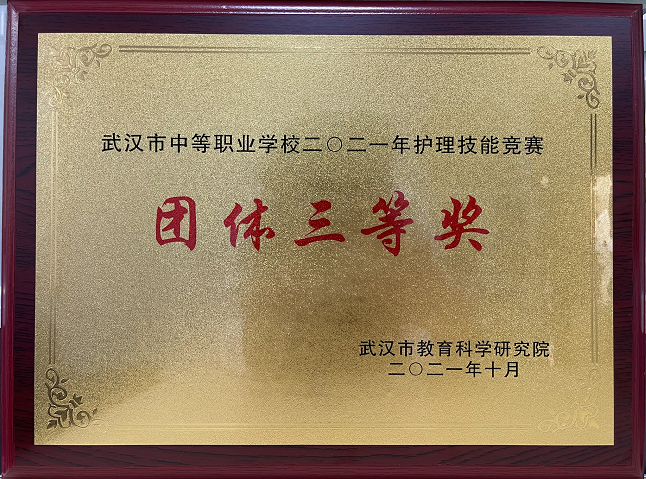 武汉市中等职业学校二〇二一年护理技能竞赛
团体三等奖
武汉市教育科学研究院
二〇二一年十月